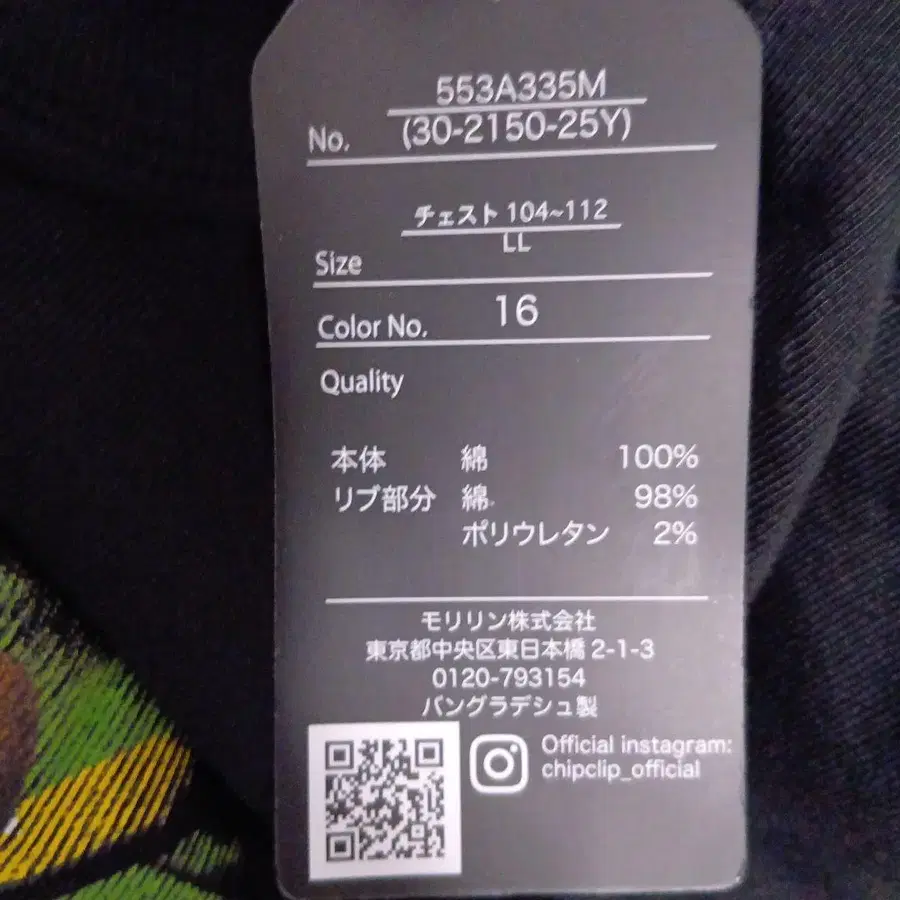 553A335M
No. (30-2150-25Y)
チェスト 104~112
LL
Size
Color No. 16
Quality
本体 綿 100%
リブ部分 綿 98%
ポリウレタン 2%
モリリン株式会社
東京都中央区東日本橋 2-1-3
0120-793154
バングラデシュ製
Official instagram:
chipclip_official